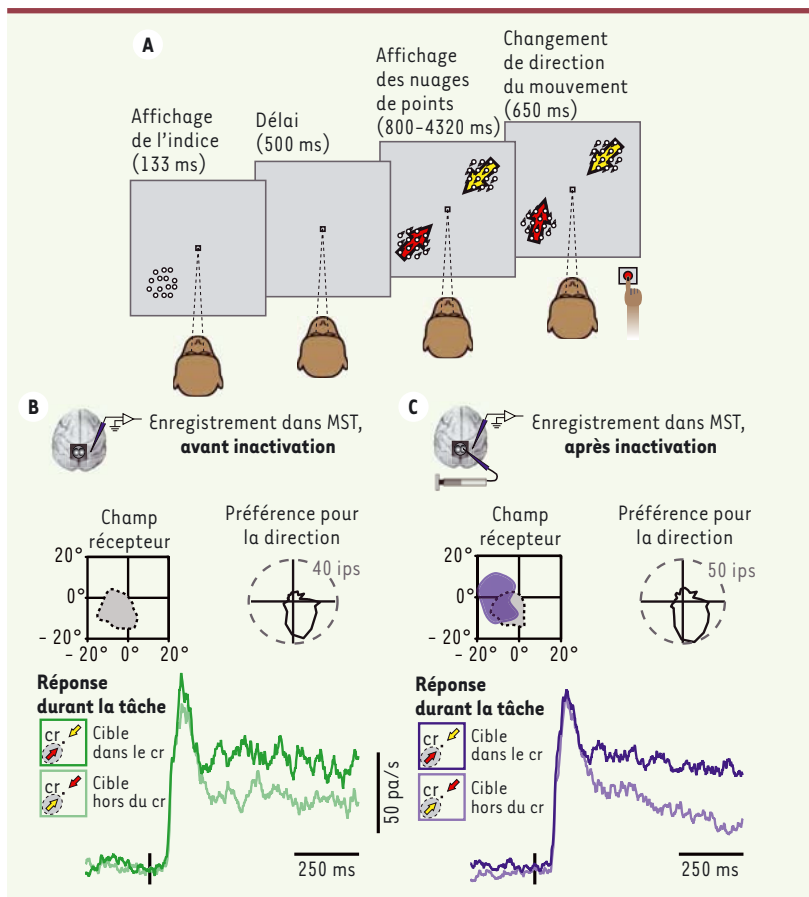 A
Affichage
de l'indice
(133 ms)
Délai
(500 ms)
Affichage
des nuages
de points
(800-4320 ms)
Changement
de direction
du mouvement
(650 ms)
B
Enregistrement dans MST,
avant inactivation
Champ
récepteur
20°
0°
- 20°
- 20° 0° 20°
Préférence pour
la direction
40 ips
Réponse
durant la tâche
cr
Cible
dans le cr
cr
Cible
hors du cr
50 pa/s
250 ms
C
Enregistrement dans MST,
après inactivation
Champ
récepteur
20°
0°
- 20°
- 20° 0° 20°
Préférence pour
la direction
50 ips
Réponse
durant la tâche
cr
Cible
dans le cr
cr
Cible
hors du cr
250 ms